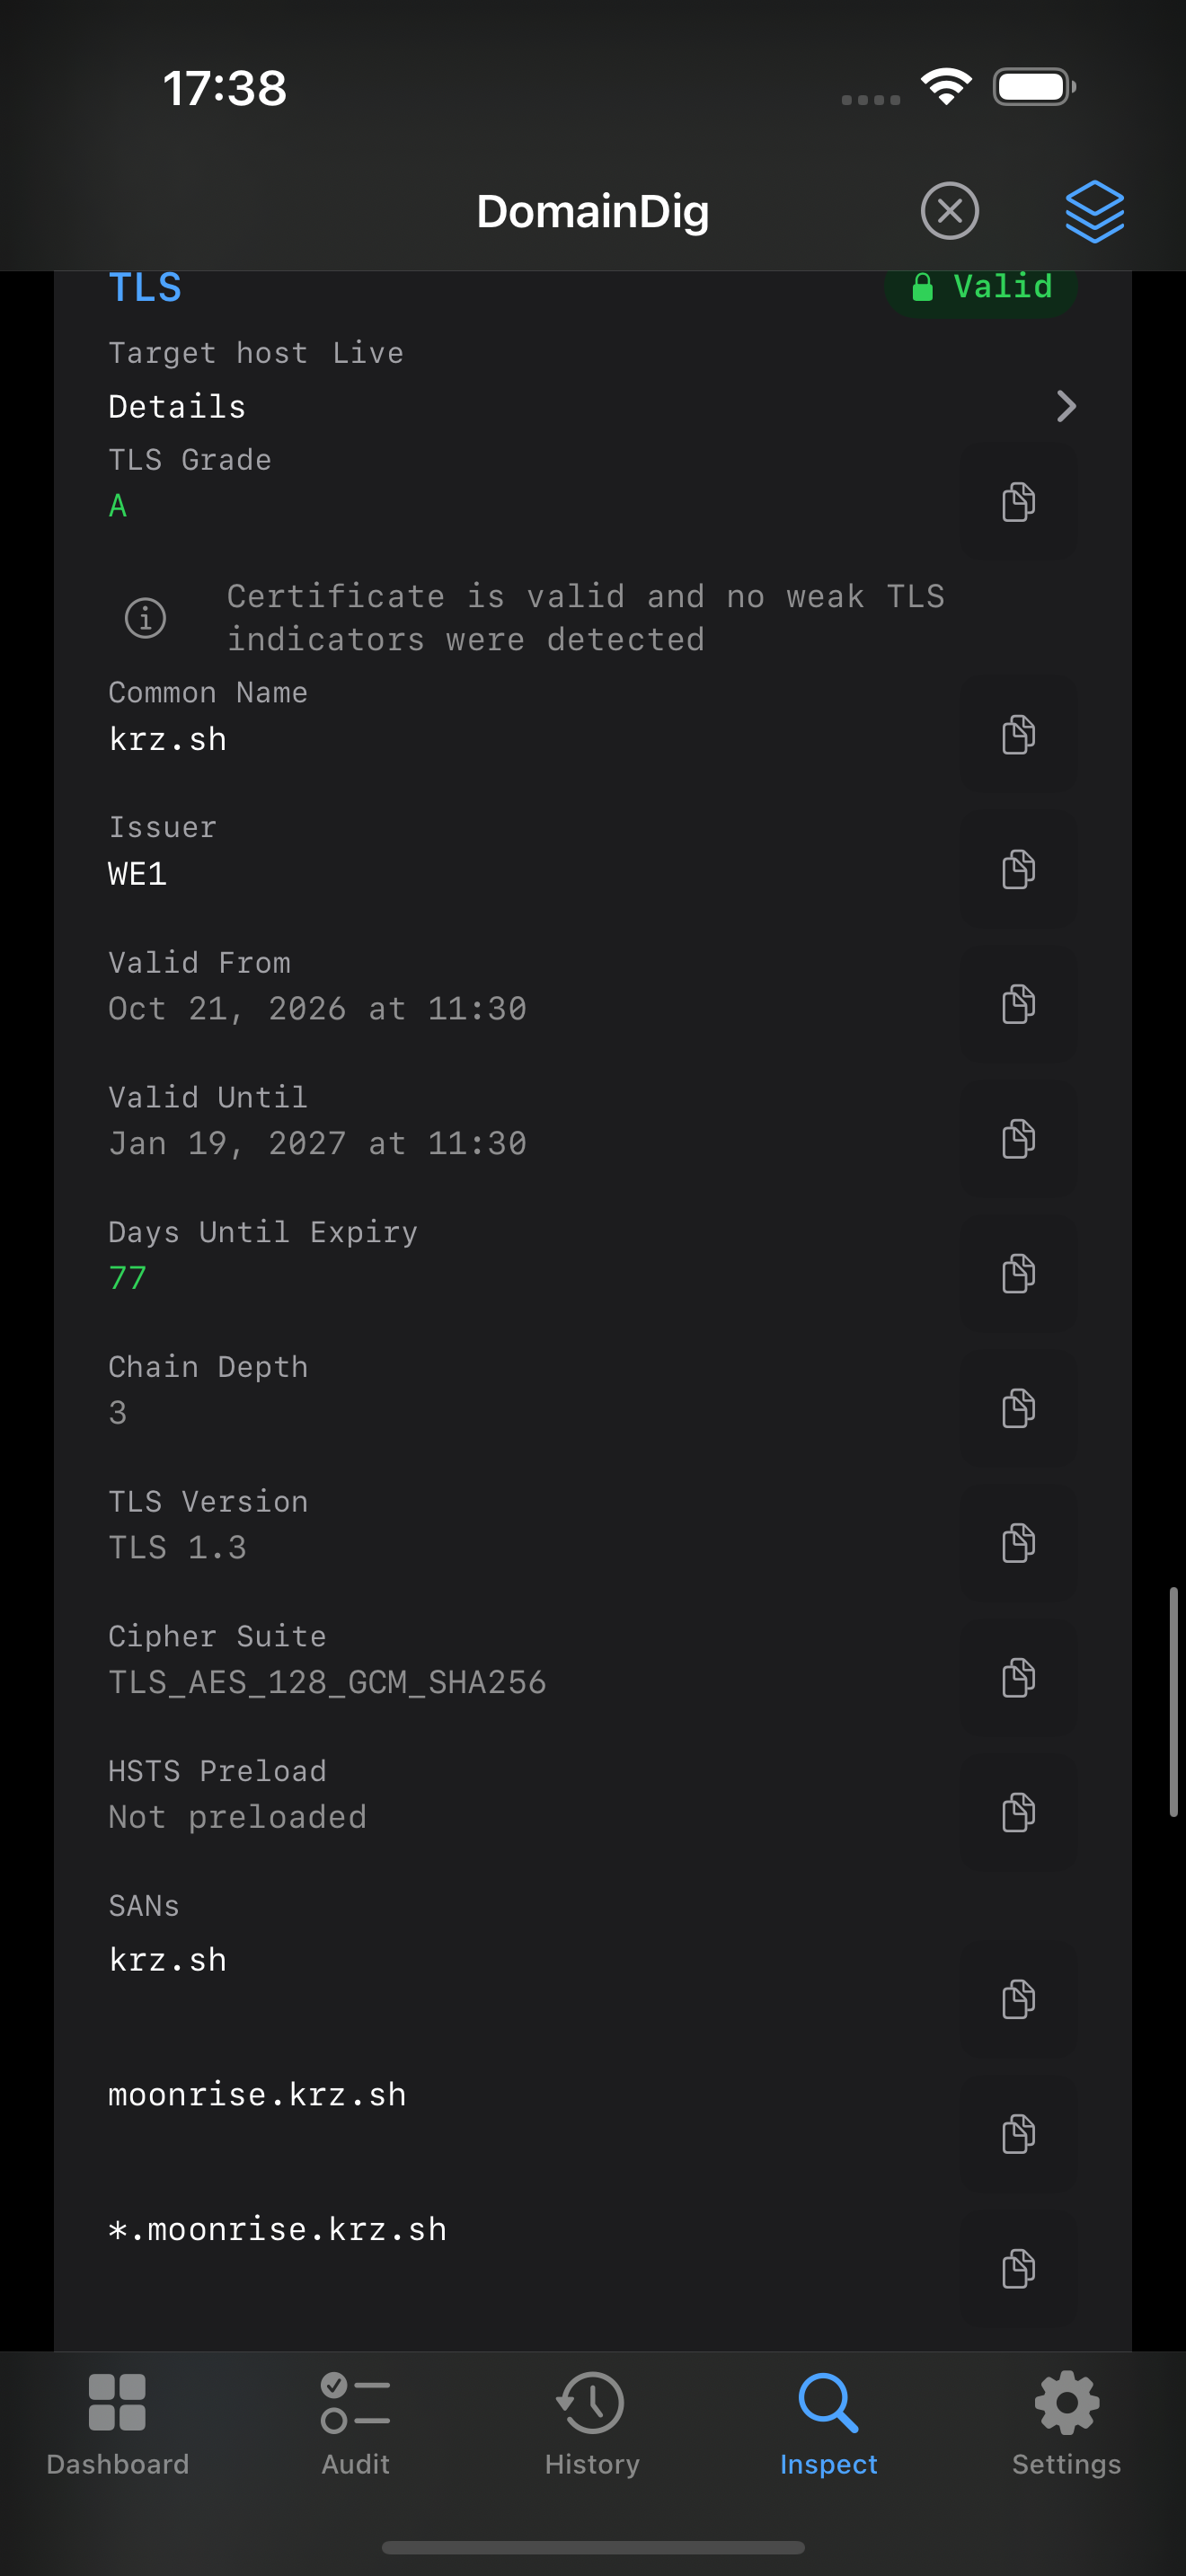 17:38
DomainDig
TLS
Valid
Target host Live
Details
TLS Grade
A
Certificate is valid and no weak TLS
indicators were detected
Common Name
krz.sh
Issuer
WE1
Valid From
Oct 21, 2026 at 11:30
Valid Until
Jan 19, 2027 at 11:30
Days Until Expiry
77
Chain Depth
3
TLS Version
TLS 1.3
Cipher Suite
TLS_AES_128_GCM_SHA256
HSTS Preload
Not preloaded
SANs
krz.sh
moonrise.krz.sh
*.moonrise.krz.sh
Dashboard
Audit
History
Inspect
Settings